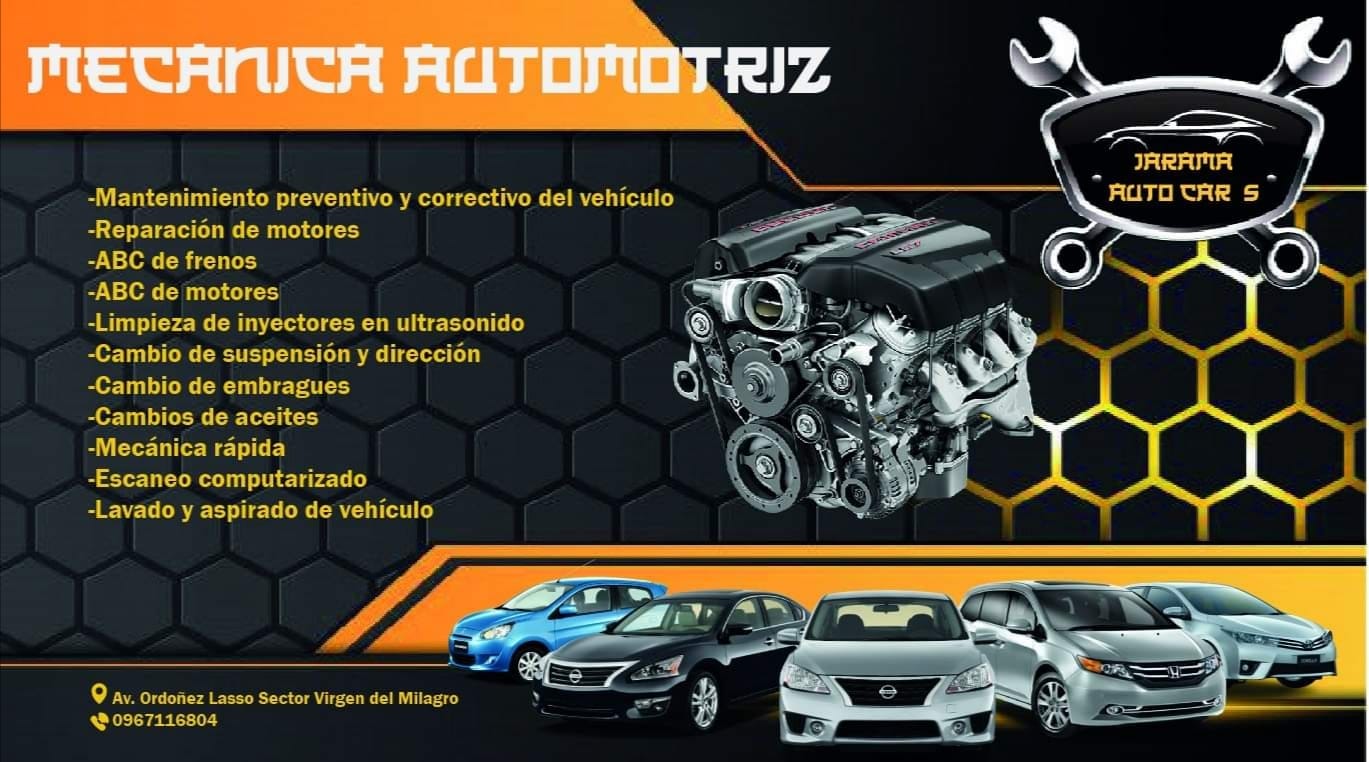 MECANICA AUTOMOTRIZ
JARAMA
AUTO CAR S
-Mantenimiento preventivo y correctivo del vehículo
-Reparación de motores
-ABC de frenos
-ABC de motores
-Limpieza de inyectores en ultrasonido
-Cambio de suspensión y dirección
-Cambio de embragues
-Cambios de aceites
-Mecánica rápida
-Escaneo computarizado
-Lavado y aspirado de vehículo
Av. Ordoñez Lasso Sector Virgen del Milagro
0967116804